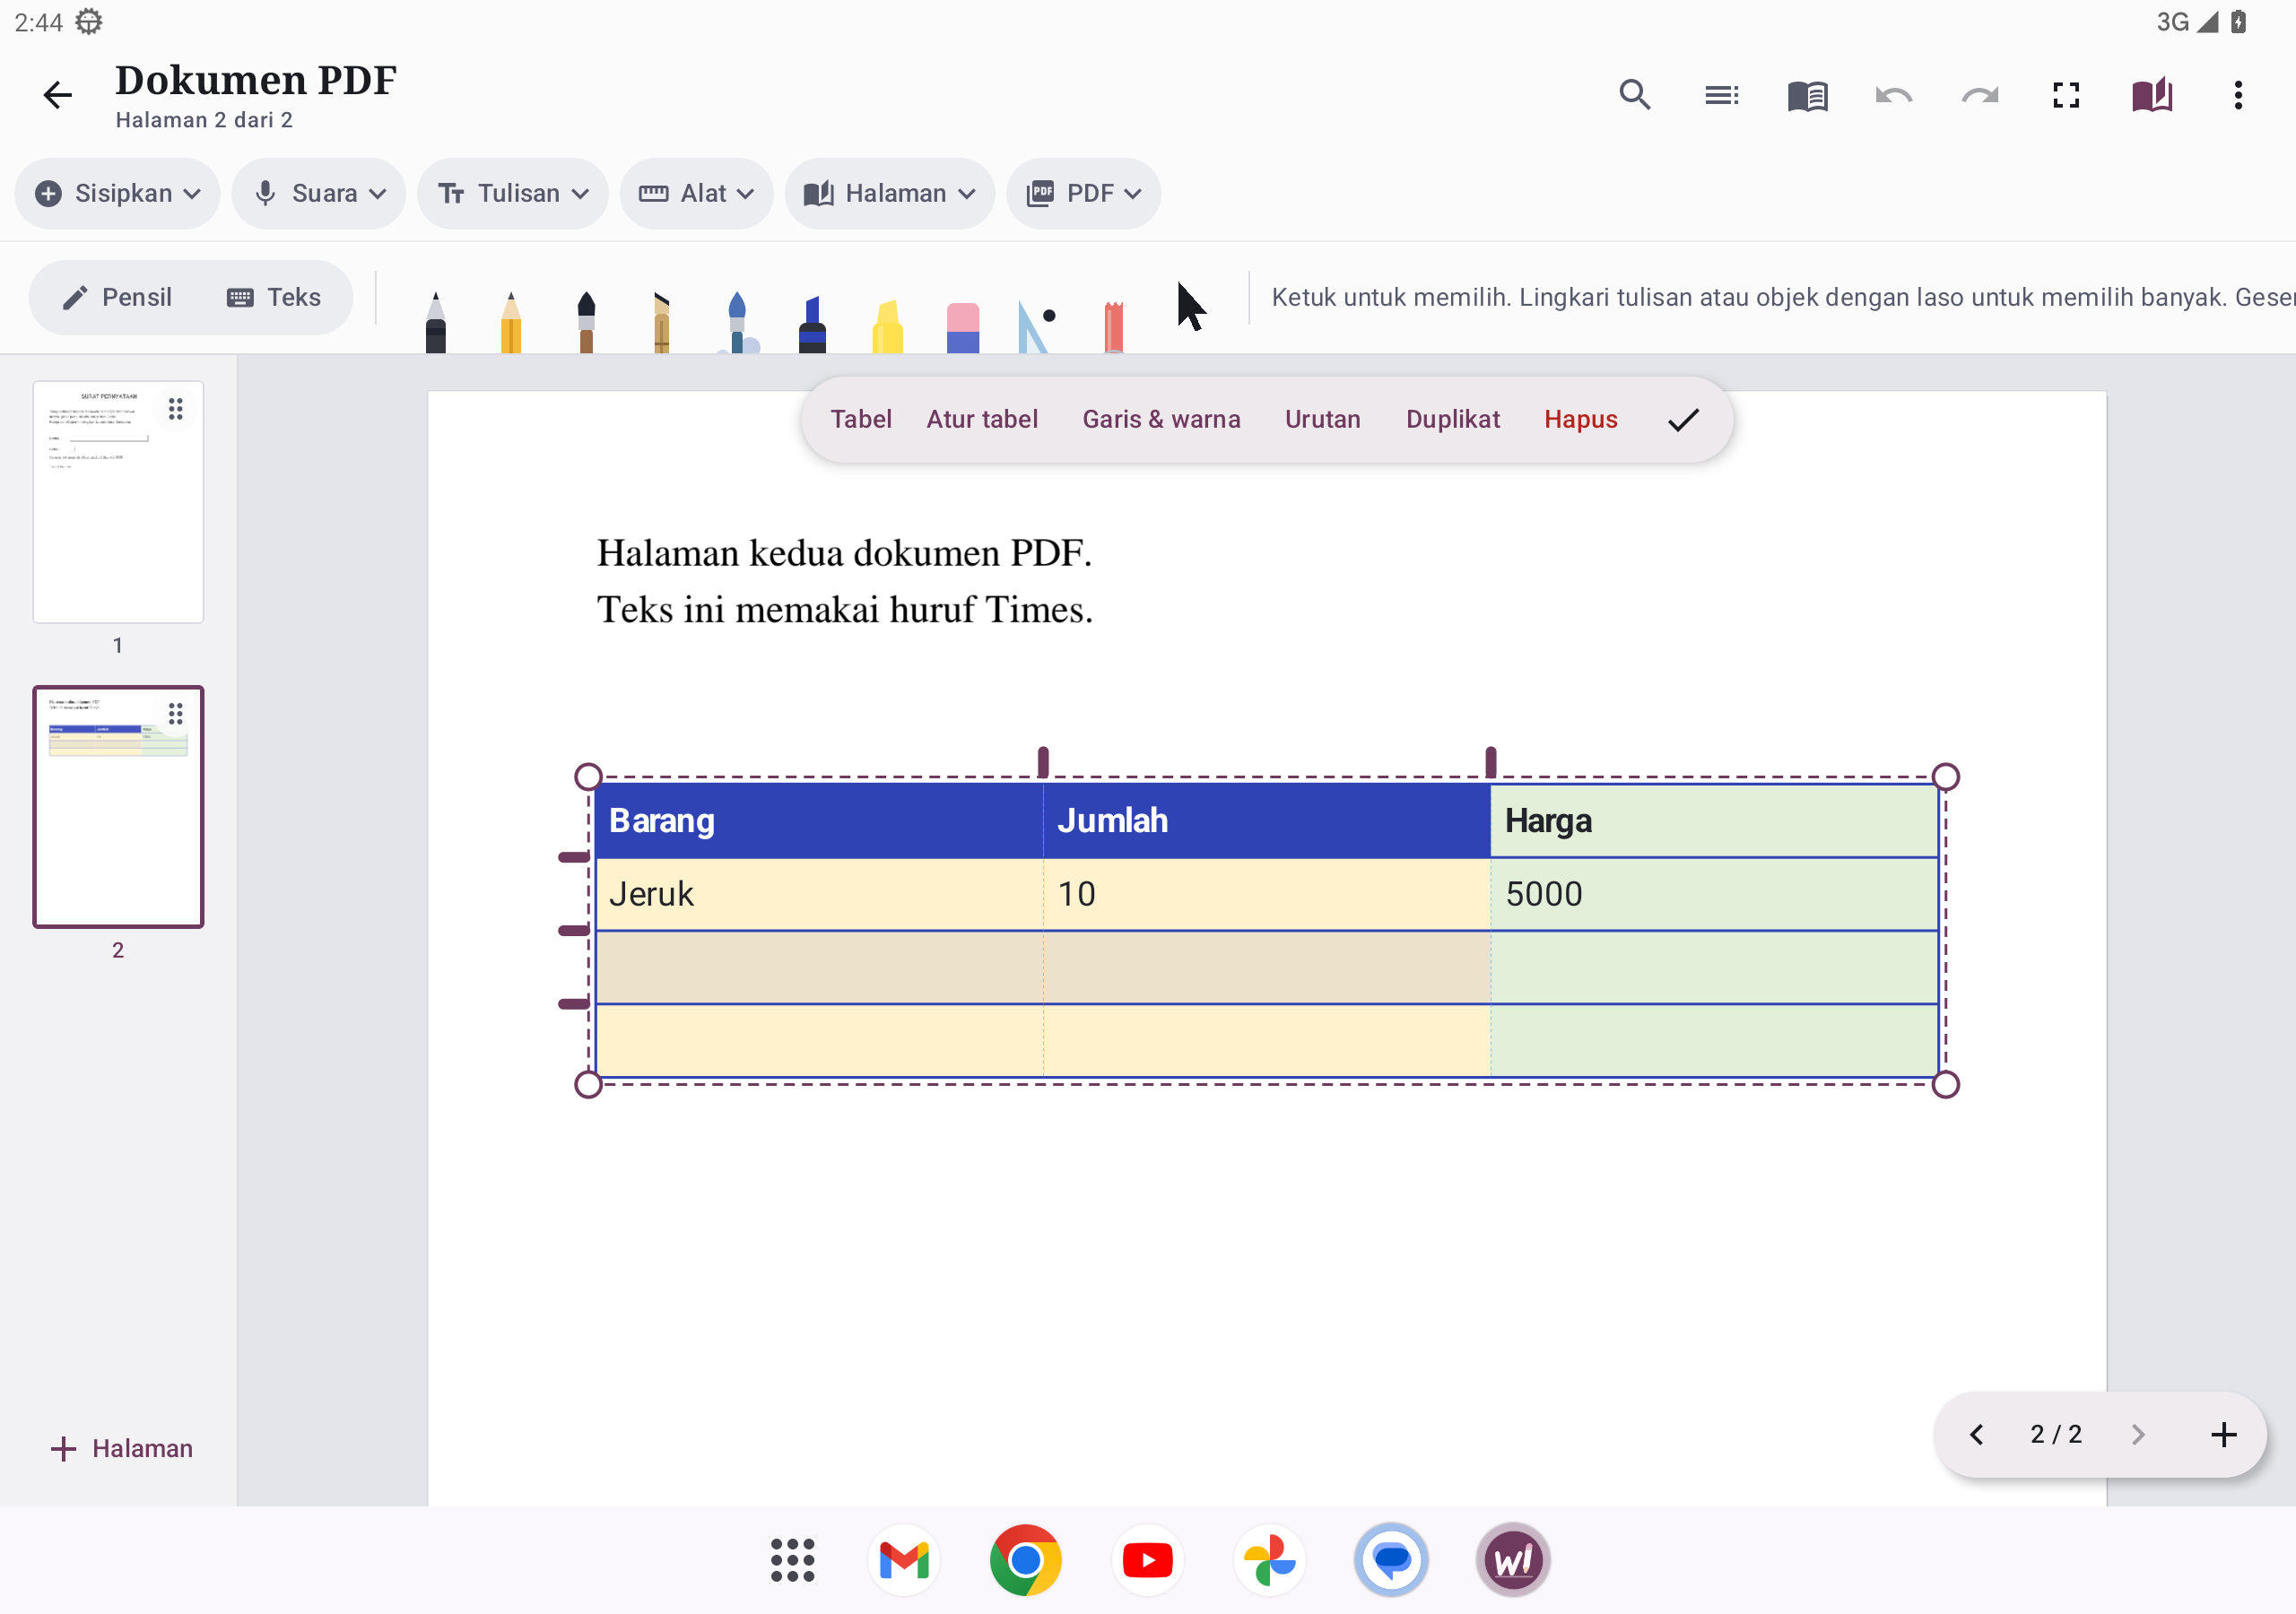 2:44
3G
Dokumen PDF
Halaman 2 dari 2
Sisipkan
Suara
Tulisan
Alat
Halaman
PDF
Pensil
Teks
Ketuk untuk memilih. Lingkari tulisan atau objek dengan laso untuk memilih banyak.
Tabel
Atur tabel
Garis & warna
Urutan
Duplikat
Hapus
SURAT PERNYATAAN
1
2
Halaman kedua dokumen PDF.
Teks ini memakai huruf Times.
Barang Jumlah Harga
Jeruk 10 5000
Halaman
2 / 2